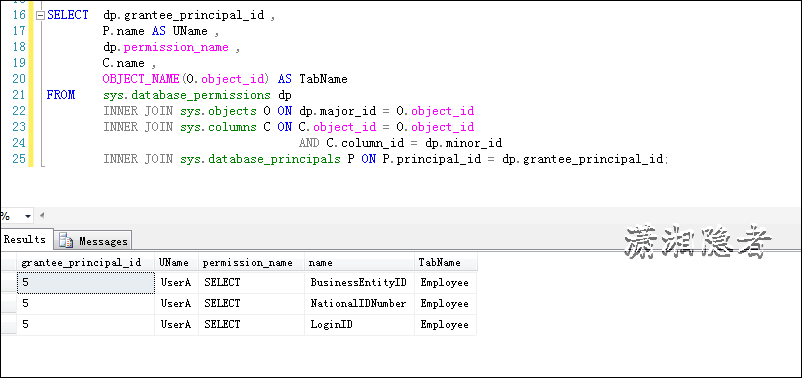 16 SELECT dp.grantee_principal_id ,
17 P.name AS UName ,
18 dp.permission_name ,
19 C.name ,
20 OBJECT_NAME(O.object_id) AS TabName
21 FROM sys.database_permissions dp
22 INNER JOIN sys.objects O ON dp.major_id = O.object_id
23 INNER JOIN sys.columns C ON C.object_id = O.object_id
24 AND C.column_id = dp.minor_id
25 INNER JOIN sys.database_principals P ON P.principal_id = dp.grantee_principal_id;
%
Results Messages
潇湘隐者
grantee_principal_id UName permission_name name TabName
5 UserA SELECT BusinessEntityID Employee
5 UserA SELECT NationalIDNumber Employee
5 UserA SELECT LoginID Employee